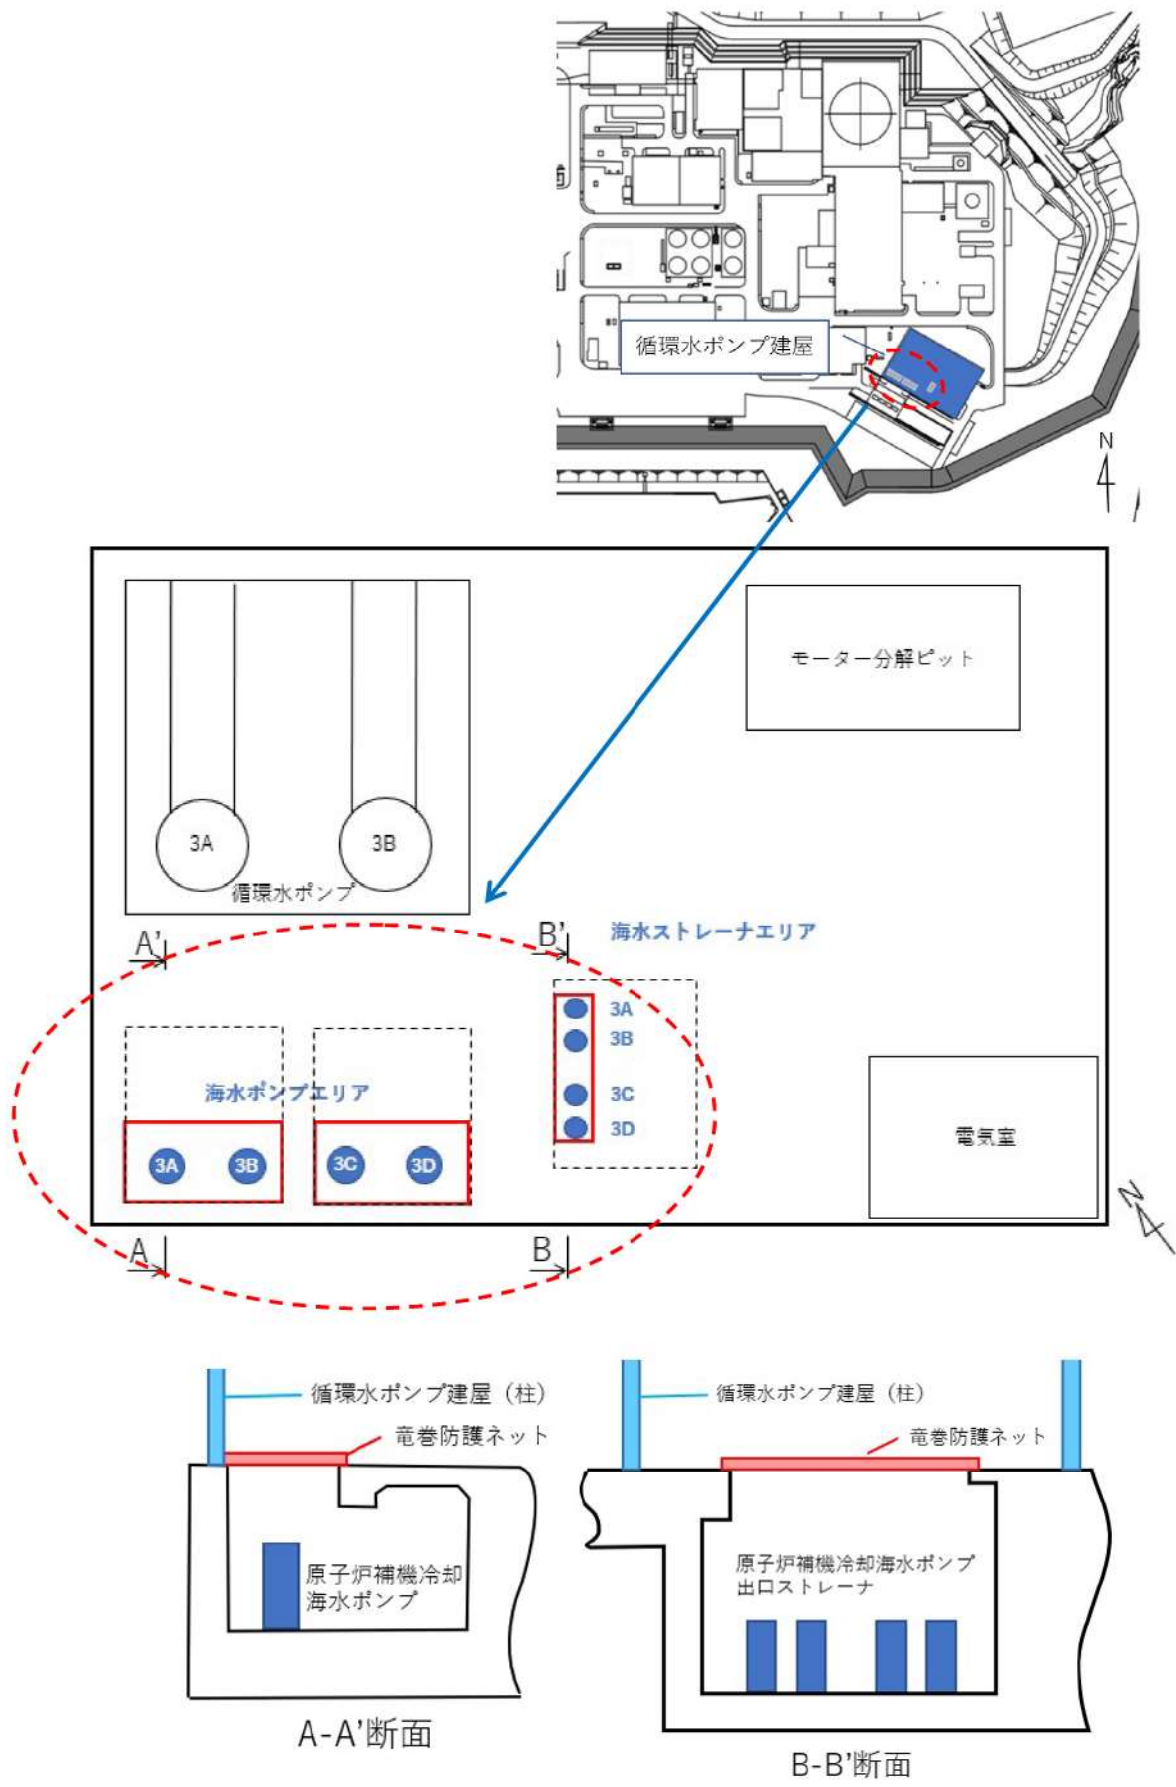 循環水ポンプ建屋
N
モーター分解ピット
3A
3B
循環水ポンプ
A'
B'
海水ストレーナエリア
3A
3B
3C
3D
海水ポンプエリア
3A
3B
3C
3D
電気室
N
A
B
循環水ポンプ建屋（柱）
竜巻防護ネット
原子炉補機冷却
海水ポンプ
A-A'断面
循環水ポンプ建屋（柱）
竜巻防護ネット
原子炉補機冷却海水ポンプ
出口ストレーナ
B-B'断面